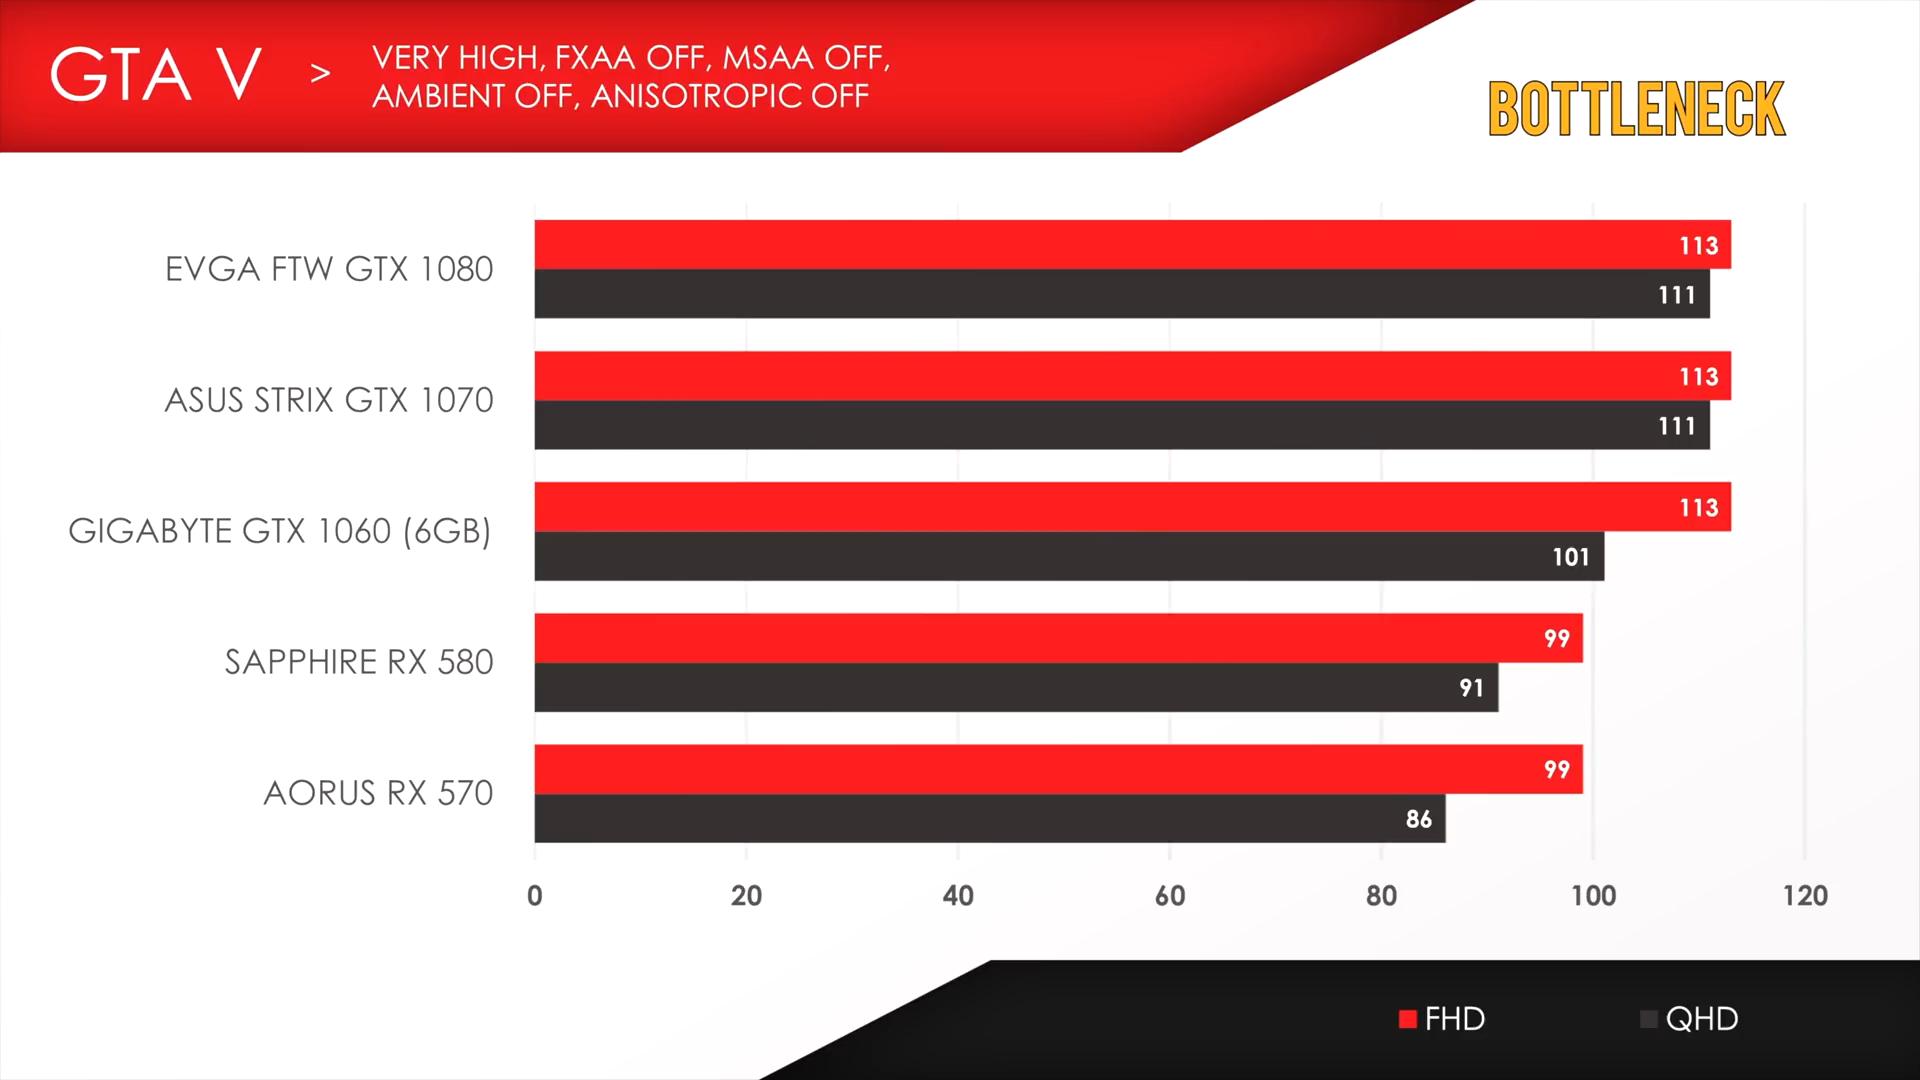 GTA V
>
VERY HIGH, FXAA OFF, MSAA OFF,
AMBIENT OFF, ANISOTROPIC OFF
BOTTLENECK
EVGA FTW GTX 1080
113
111
ASUS STRIX GTX 1070
113
111
GIGABYTE GTX 1060 (6GB)
113
101
SAPPHIRE RX 580
99
91
AORUS RX 570
99
86
0 20 40 60 80 100 120
FHD QHD